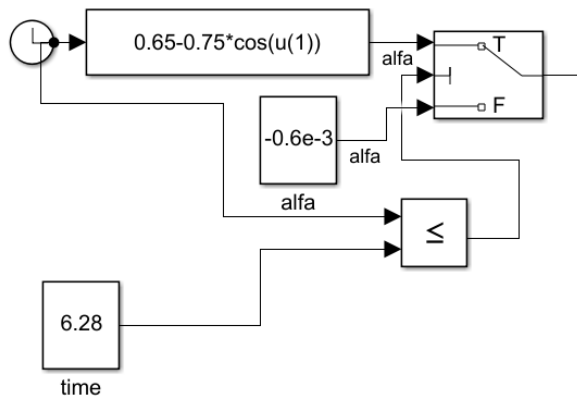 0.65-0.75*cos(u(1))
alfa
T
F
-0.6e-3
alfa
alfa
≤
6.28
time